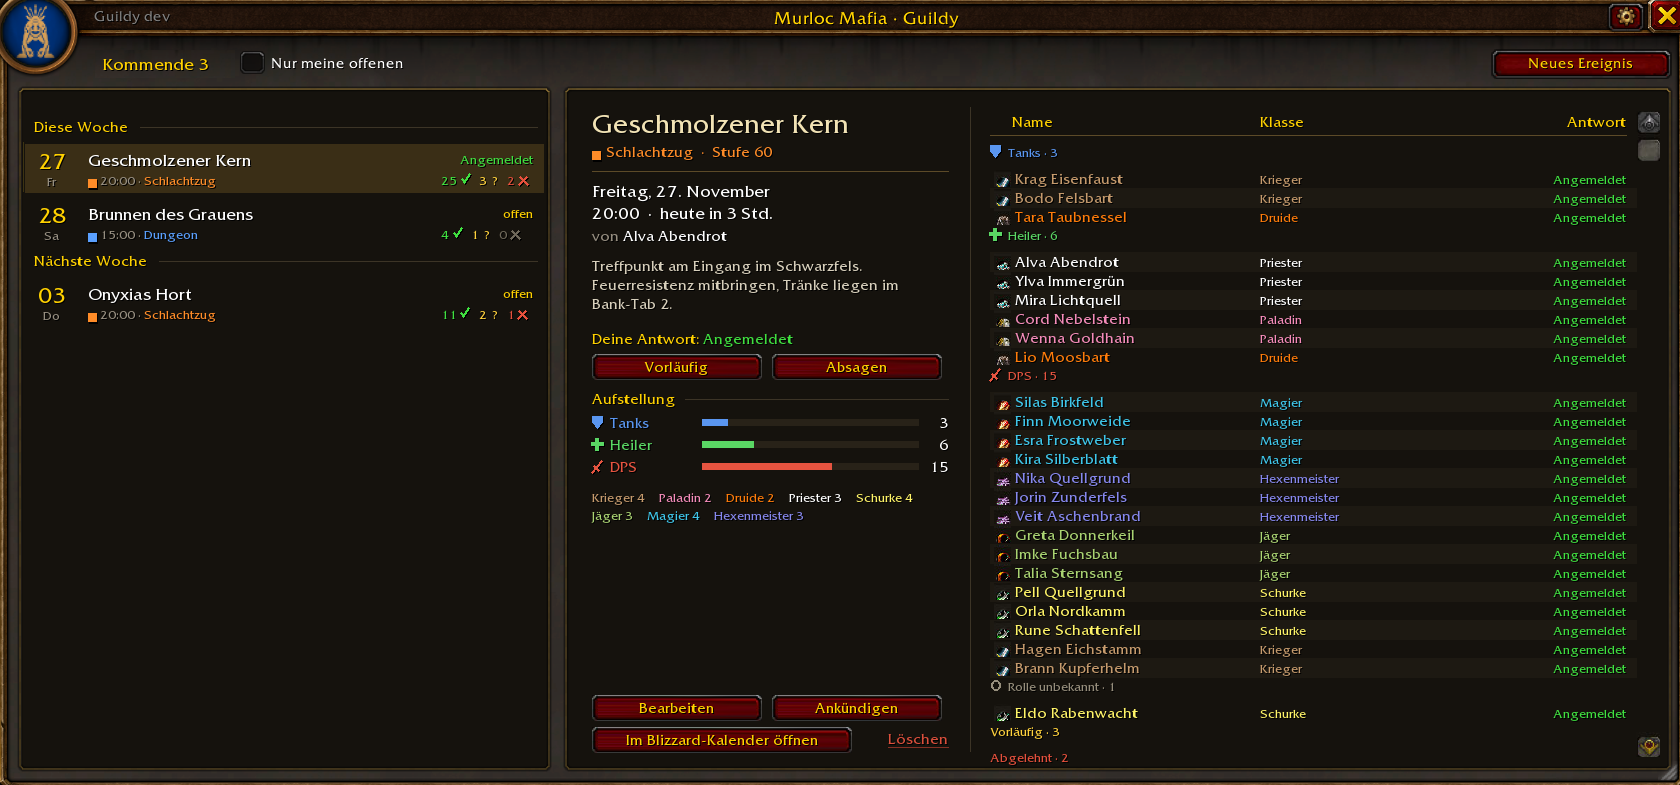 Guildy dev
Murloc Mafia · Guildy
Kommende 3
Nur meine offenen
Neues Ereignis
Diese Woche
27 Geschmolzener Kern Angemeldet
Fr 20:00 · Schlachtzug 25 3 ? 2
28 Brunnen des Grauens offen
Sa 15:00 · Dungeon 4 1 ? 0
Nächste Woche
03 Onyxias Hort offen
Do 20:00 · Schlachtzug 11 2 ? 1
Geschmolzener Kern
Schlachtzug · Stufe 60
Freitag, 27. November
20:00 · heute in 3 Std.
von Alva Abendrot
Treffpunkt am Eingang im Schwarzfels.
Feuerresistenz mitbringen, Tränke liegen im
Bank-Tab 2.
Deine Antwort: Angemeldet
Vorläufig Absagen
Aufstellung
Tanks 3
Heiler 6
DPS 15
Krieger 4 Paladin 2 Druide 2 Priester 3 Schurke 4
Jäger 3 Magier 4 Hexenmeister 3
Bearbeiten Ankündigen
Im Blizzard-Kalender öffnen Löschen
Name Klasse Antwort
Tanks · 3
Krag Eisenfaust Krieger Angemeldet
Bodo Felsbart Krieger Angemeldet
Tara Taubnessel Druide Angemeldet
Heiler · 6
Alva Abendrot Priester Angemeldet
Ylva Immergrün Priester Angemeldet
Mira Lichtquell Priester Angemeldet
Cord Nebelstein Paladin Angemeldet
Wenna Goldhain Paladin Angemeldet
Lio Moosbart Druide Angemeldet
DPS · 15
Silas Birkfeld Magier Angemeldet
Finn Moorweide Magier Angemeldet
Esra Frostweber Magier Angemeldet
Kira Silberblatt Magier Angemeldet
Nika Quellgrund Hexenmeister Angemeldet
Jorin Zunderfels Hexenmeister Angemeldet
Veit Aschenbrand Hexenmeister Angemeldet
Greta Donnerkeil Jäger Angemeldet
Imke Fuchsbau Jäger Angemeldet
Talia Sternsang Jäger Angemeldet
Pell Quellgrund Schurke Angemeldet
Orla Nordkamm Schurke Angemeldet
Rune Schattenfell Schurke Angemeldet
Hagen Eichstamm Krieger Angemeldet
Brann Kupferhelm Krieger Angemeldet
Rolle unbekannt · 1
Eldo Rabenwacht Schurke Angemeldet
Vorläufig · 3
Abgelehnt · 2